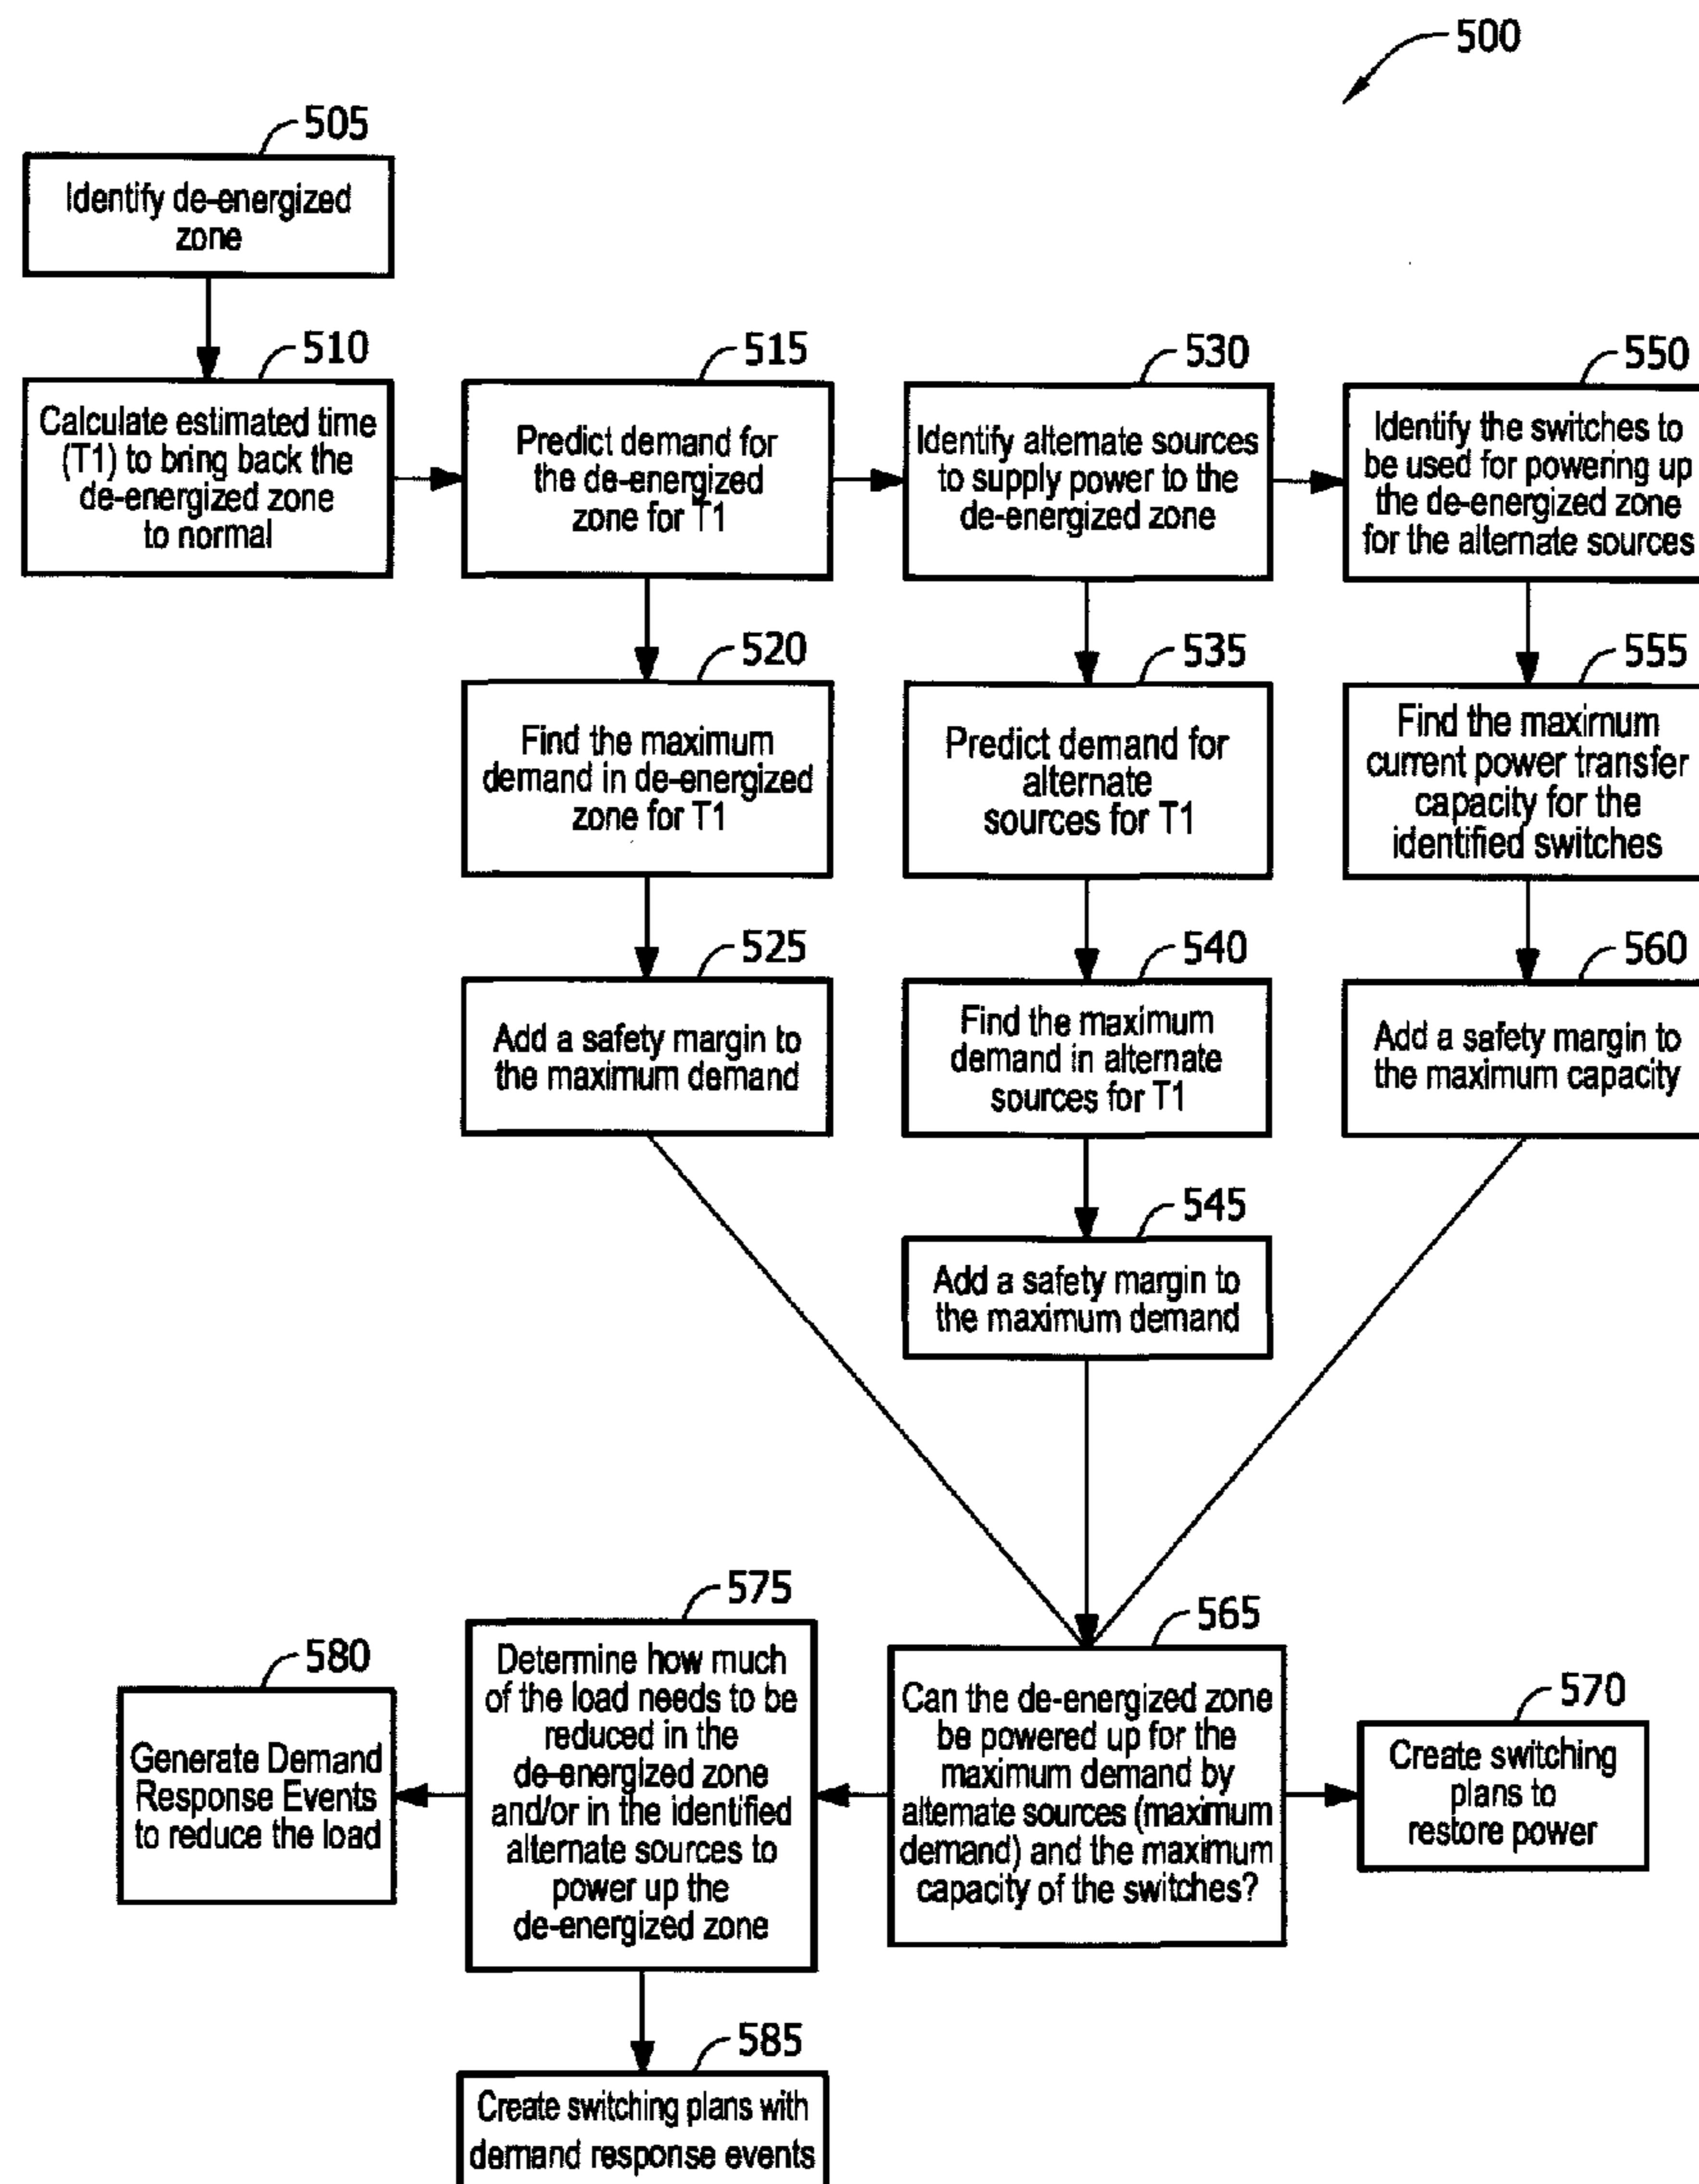 500
505
Identify de-energized
zone
510
Calculate estimated time
(T1) to bring back the
de-energized zone
to normal
515
Predict demand for
the de-energized
zone for T1
530
Identify alternate sources
to supply power to the
de-energized zone
550
Identify the switches to
be used for powering up
the de-energized zone
for the alternate sources
520
Find the maximum
demand in de-energized
zone for T1
535
Predict demand for
alternate
sources for T1
555
Find the maximum
current power transfer
capacity for the
identified switches
525
Add a safety margin to
the maximum demand
540
Find the maximum
demand in alternate
sources for T1
560
Add a safety margin to
the maximum capacity
545
Add a safety margin to
the maximum demand
580
Generate Demand
Response Events
to reduce the load
575
Determine how much
of the load needs to be
reduced in the
de-energized zone
and/or in the identified
alternate sources to
power up the
de-energized zone
565
Can the de-energized zone
be powered up for the
maximum demand by
alternate sources (maximum
demand) and the maximum
capacity of the switches?
570
Create switching
plans to
restore power
585
Create switching plans with
demand response events